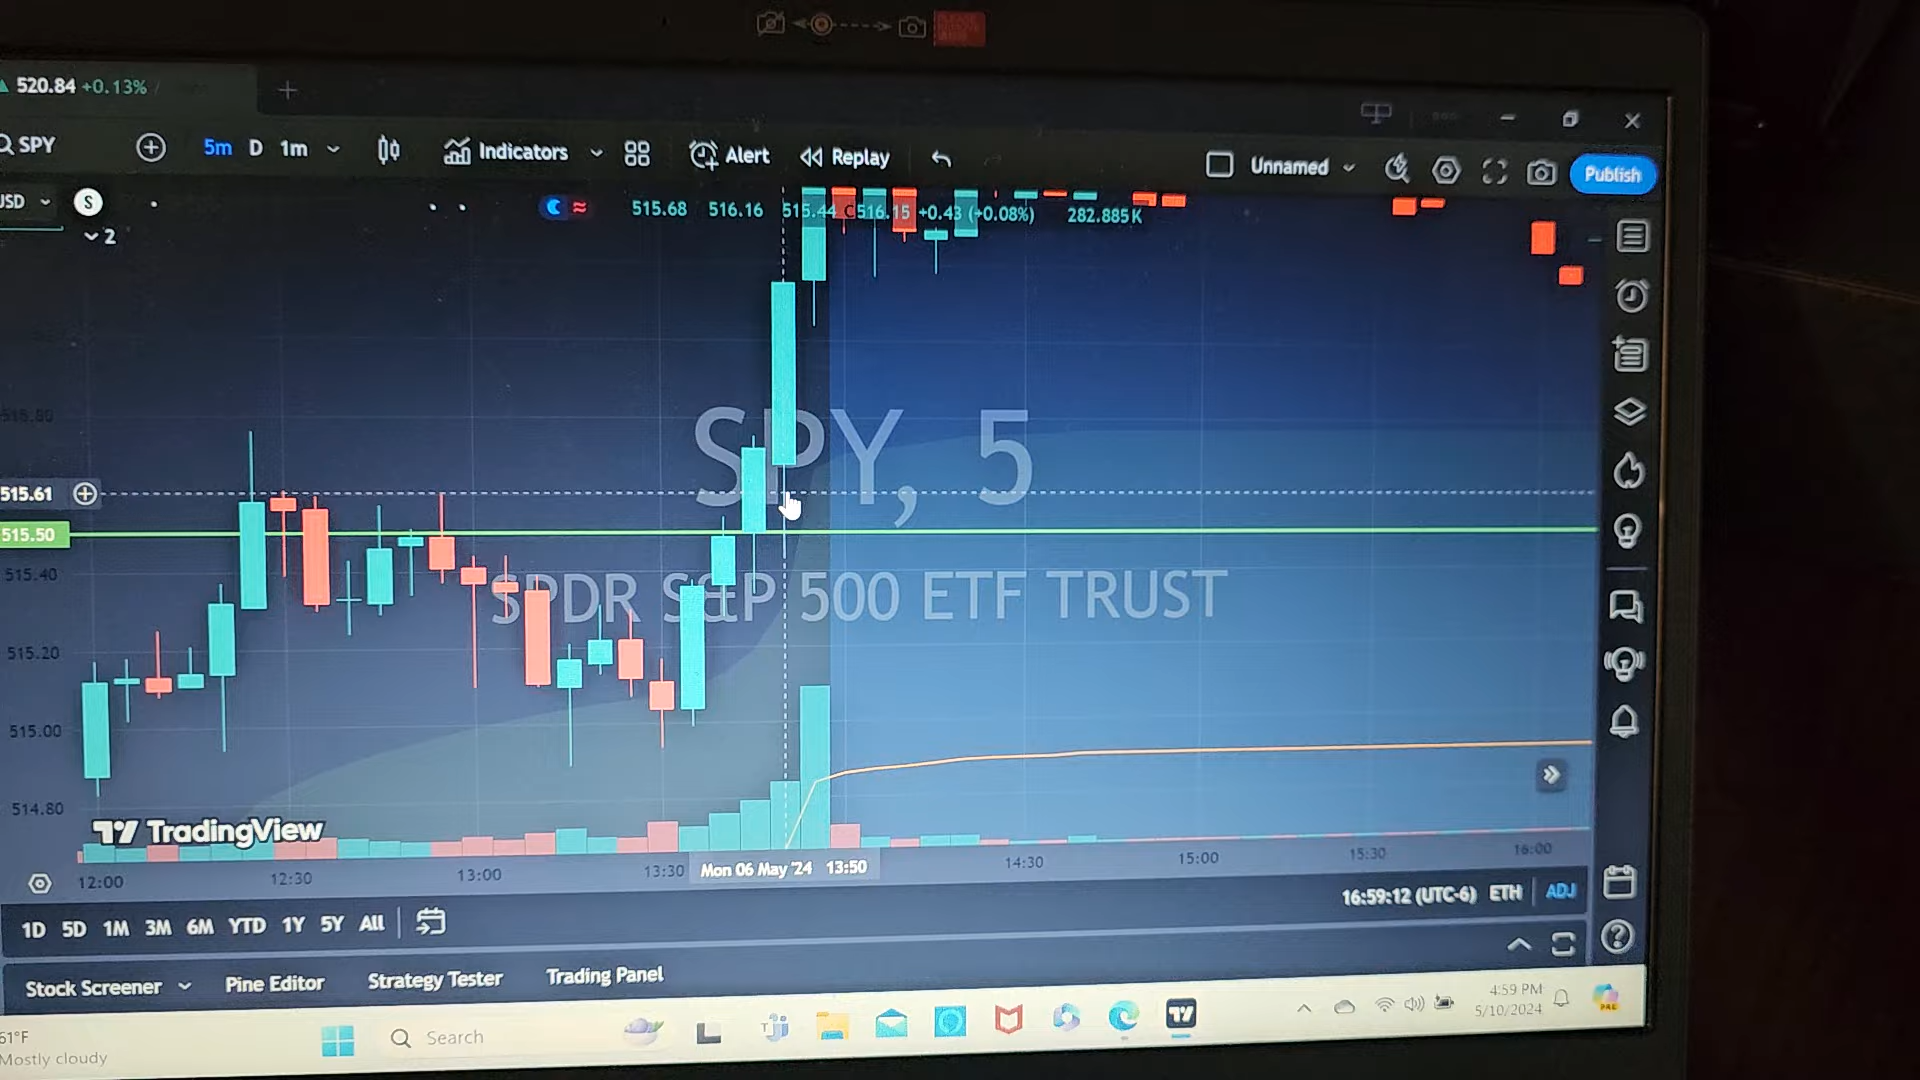 520.84 +0.13%
SPY 5m D 1m Indicators Alert Replay Unnamed Publish
USD S 515.68 516.16 515.44 C516.15 +0.43 (+0.08%) 282.885K
2
515.80
SPY, 5
515.61
515.50
515.40
SPDR S&P 500 ETF TRUST
515.20
515.00
514.80
TradingView
12:00 12:30 13:00 13:30 Mon 06 May '24 13:50 14:30 15:00 15:30 16:00
1D 5D 1M 3M 6M YTD 1Y 5Y All 16:59:12 (UTC-6) ETH ADJ
Stock Screener Pine Editor Strategy Tester Trading Panel
61°F
Mostly cloudy
Search
4:59 PM
5/10/2024